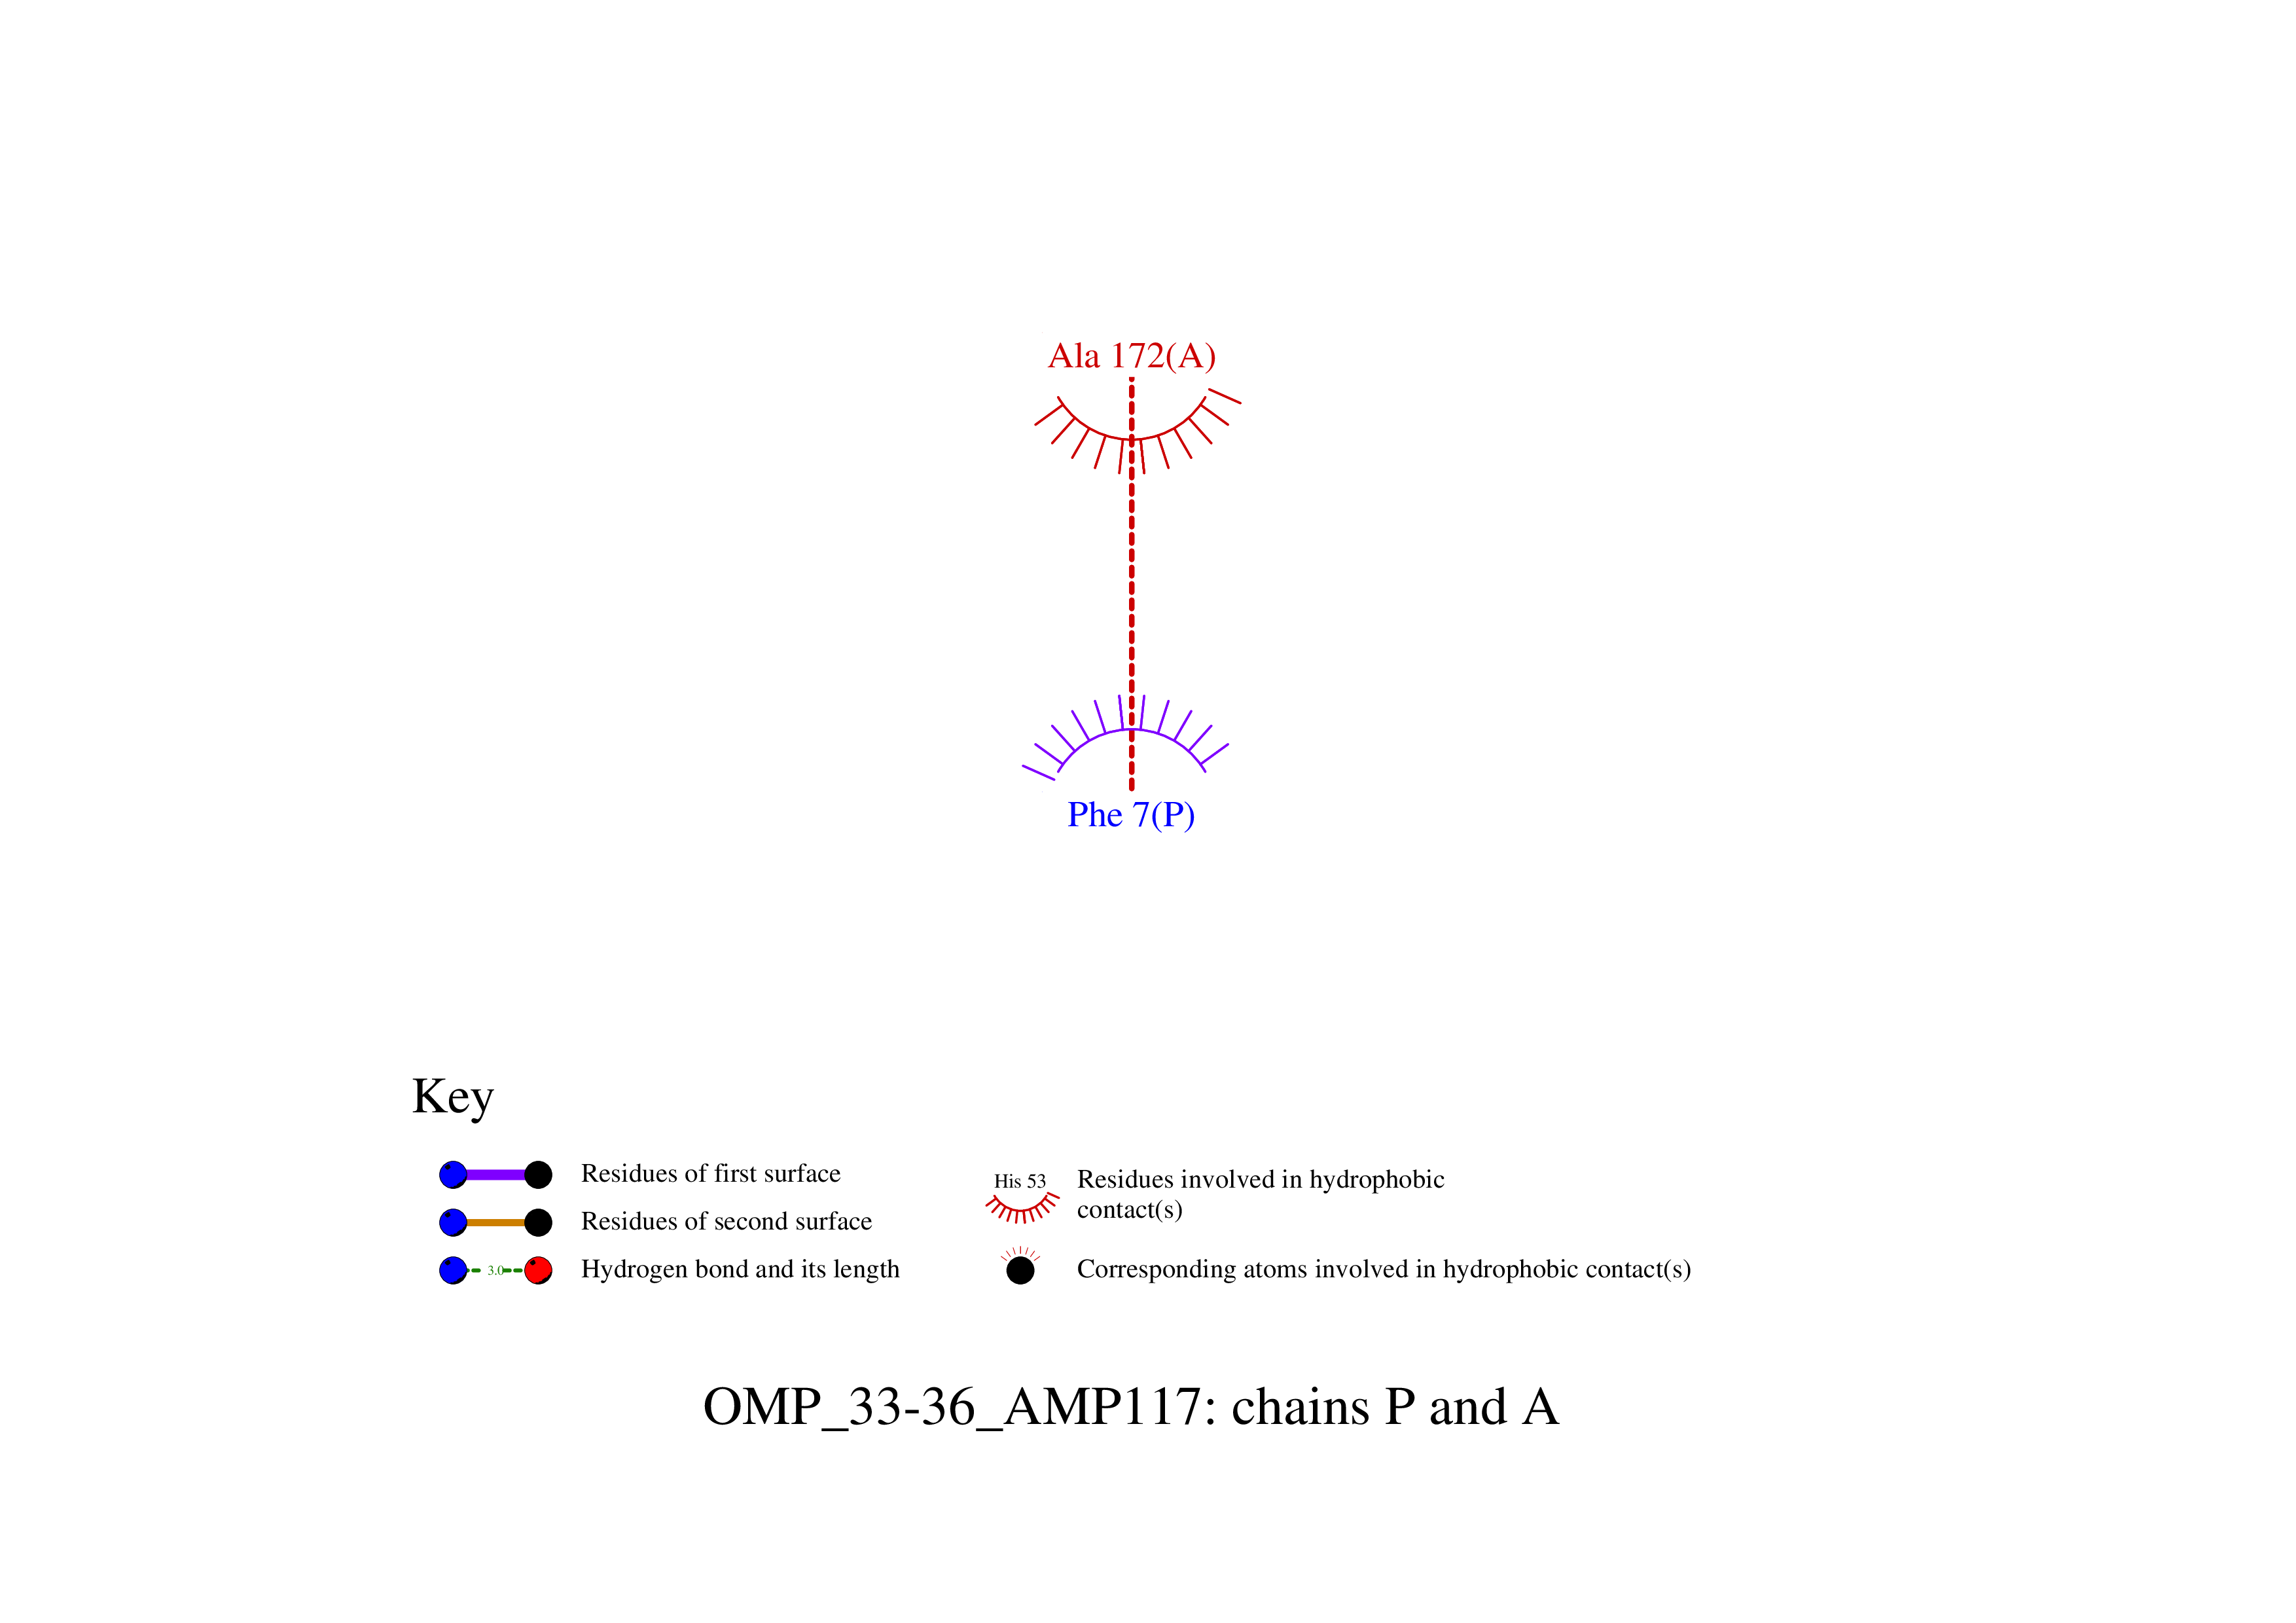 Ala 172(A)
Phe 7(P)
Key
Residues of first surface
Residues of second surface
3.0
Hydrogen bond and its length
His 53
Residues involved in hydrophobic
contact(s)
Corresponding atoms involved in hydrophobic contact(s)
OMP_33-36_AMP117: chains P and A